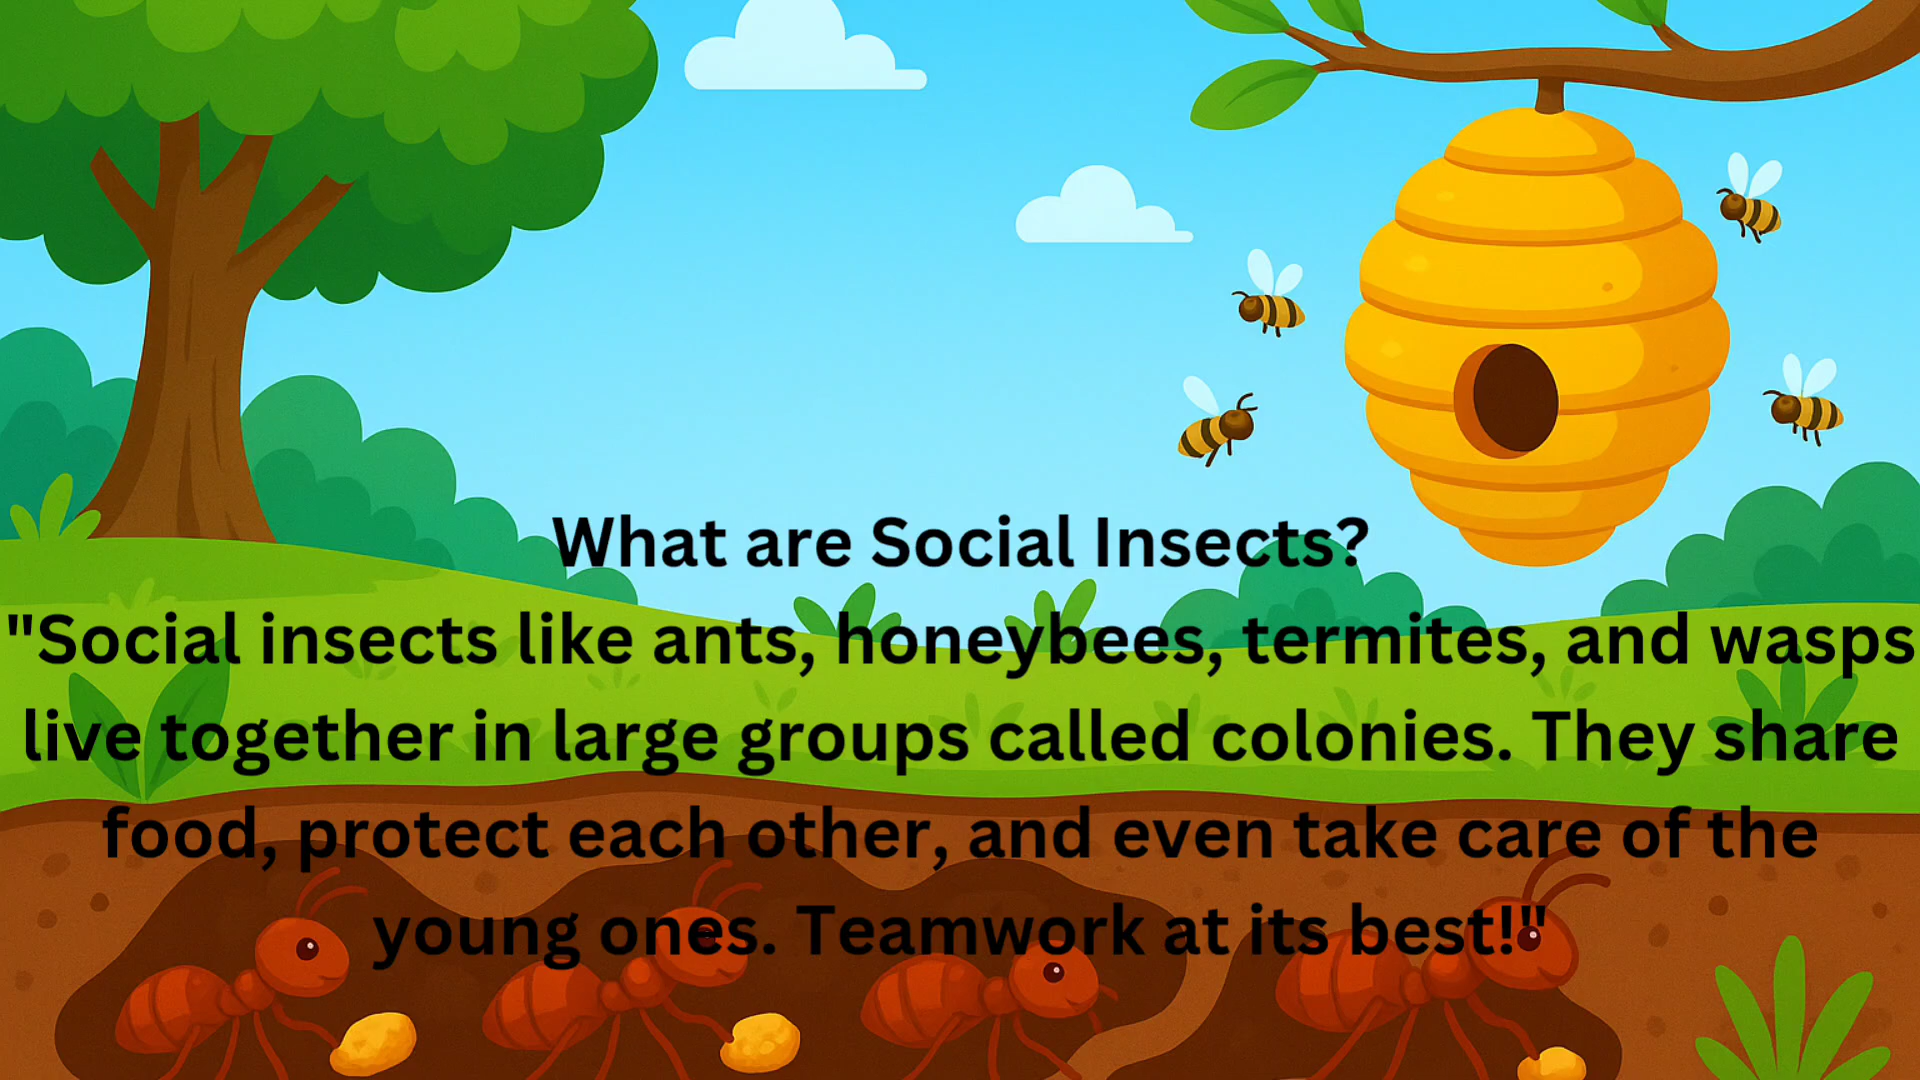 What are Social Insects?
"Social insects like ants, honeybees, termites, and wasps
live together in large groups called colonies. They share
food, protect each other, and even take care of the
young ones. Teamwork at its best!"